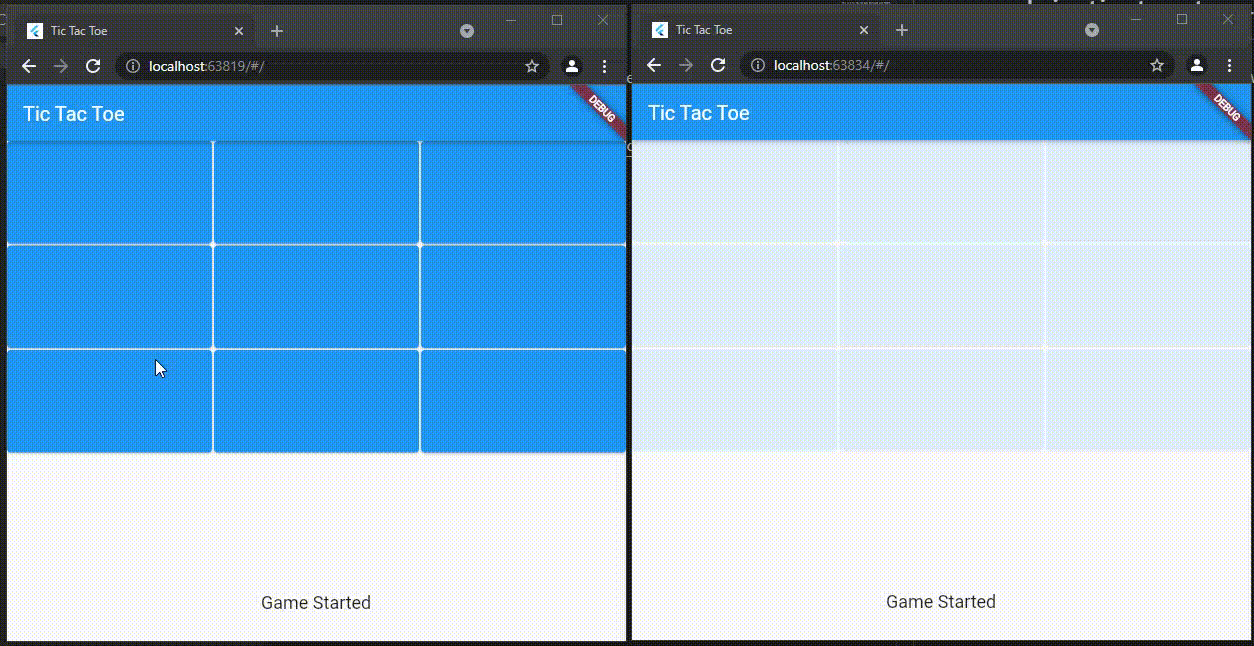 Tic Tac Toe
localhost:63819/#/
Tic Tac Toe
DEBUG
Game Started
Tic Tac Toe
localhost:63834/#/
Tic Tac Toe
DEBUG
Game Started